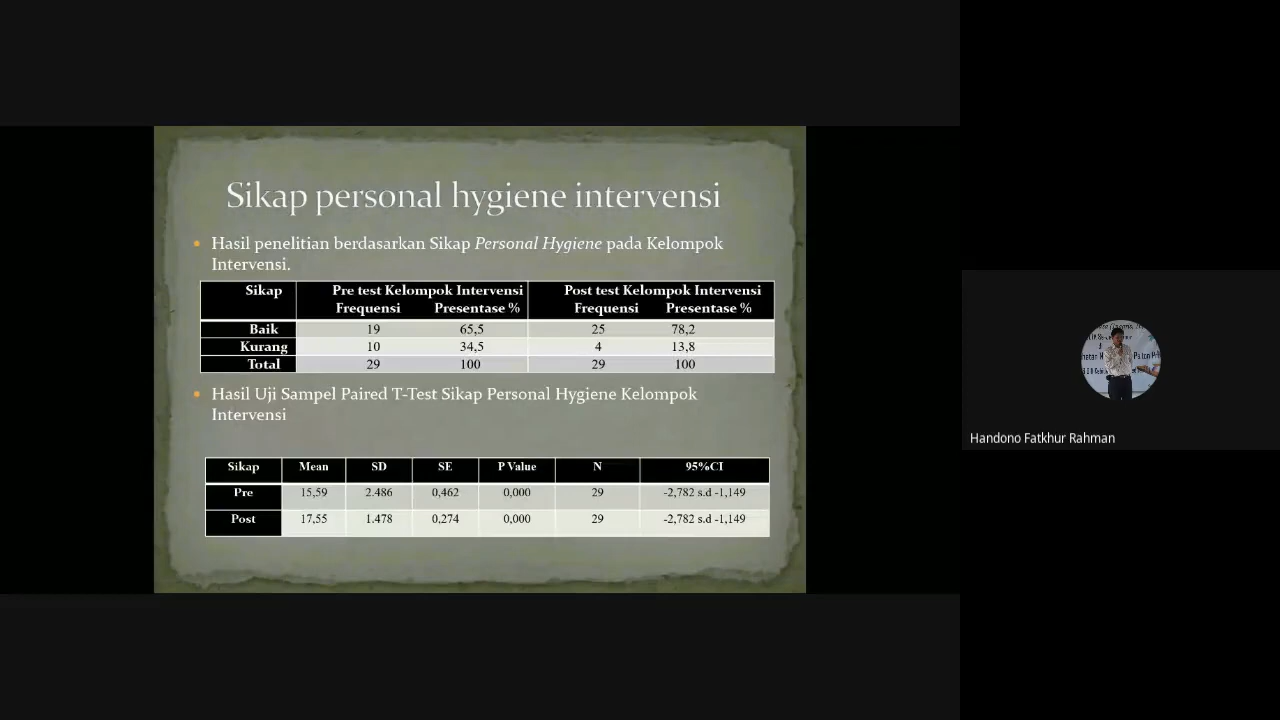 Sikap personal hygiene intervensi
Hasil penelitian berdasarkan Sikap Personal Hygiene pada Kelompok
Intervensi.
Sikap Pre test Kelompok Intervensi Post test Kelompok Intervensi
Frequensi Presentase % Frequensi Presentase %
Baik 19 65,5 25 78,2
Kurang 10 34,5 4 13,8
Total 29 100 29 100
Hasil Uji Sampel Paired T-Test Sikap Personal Hygiene Kelompok
Intervensi
Sikap Mean SD SE P Value N 95%CI
Pre 15,59 2.486 0,462 0,000 29 -2,782 s.d -1,149
Post 17,55 1.478 0,274 0,000 29 -2,782 s.d -1,149
Handono Fatkhur Rahman